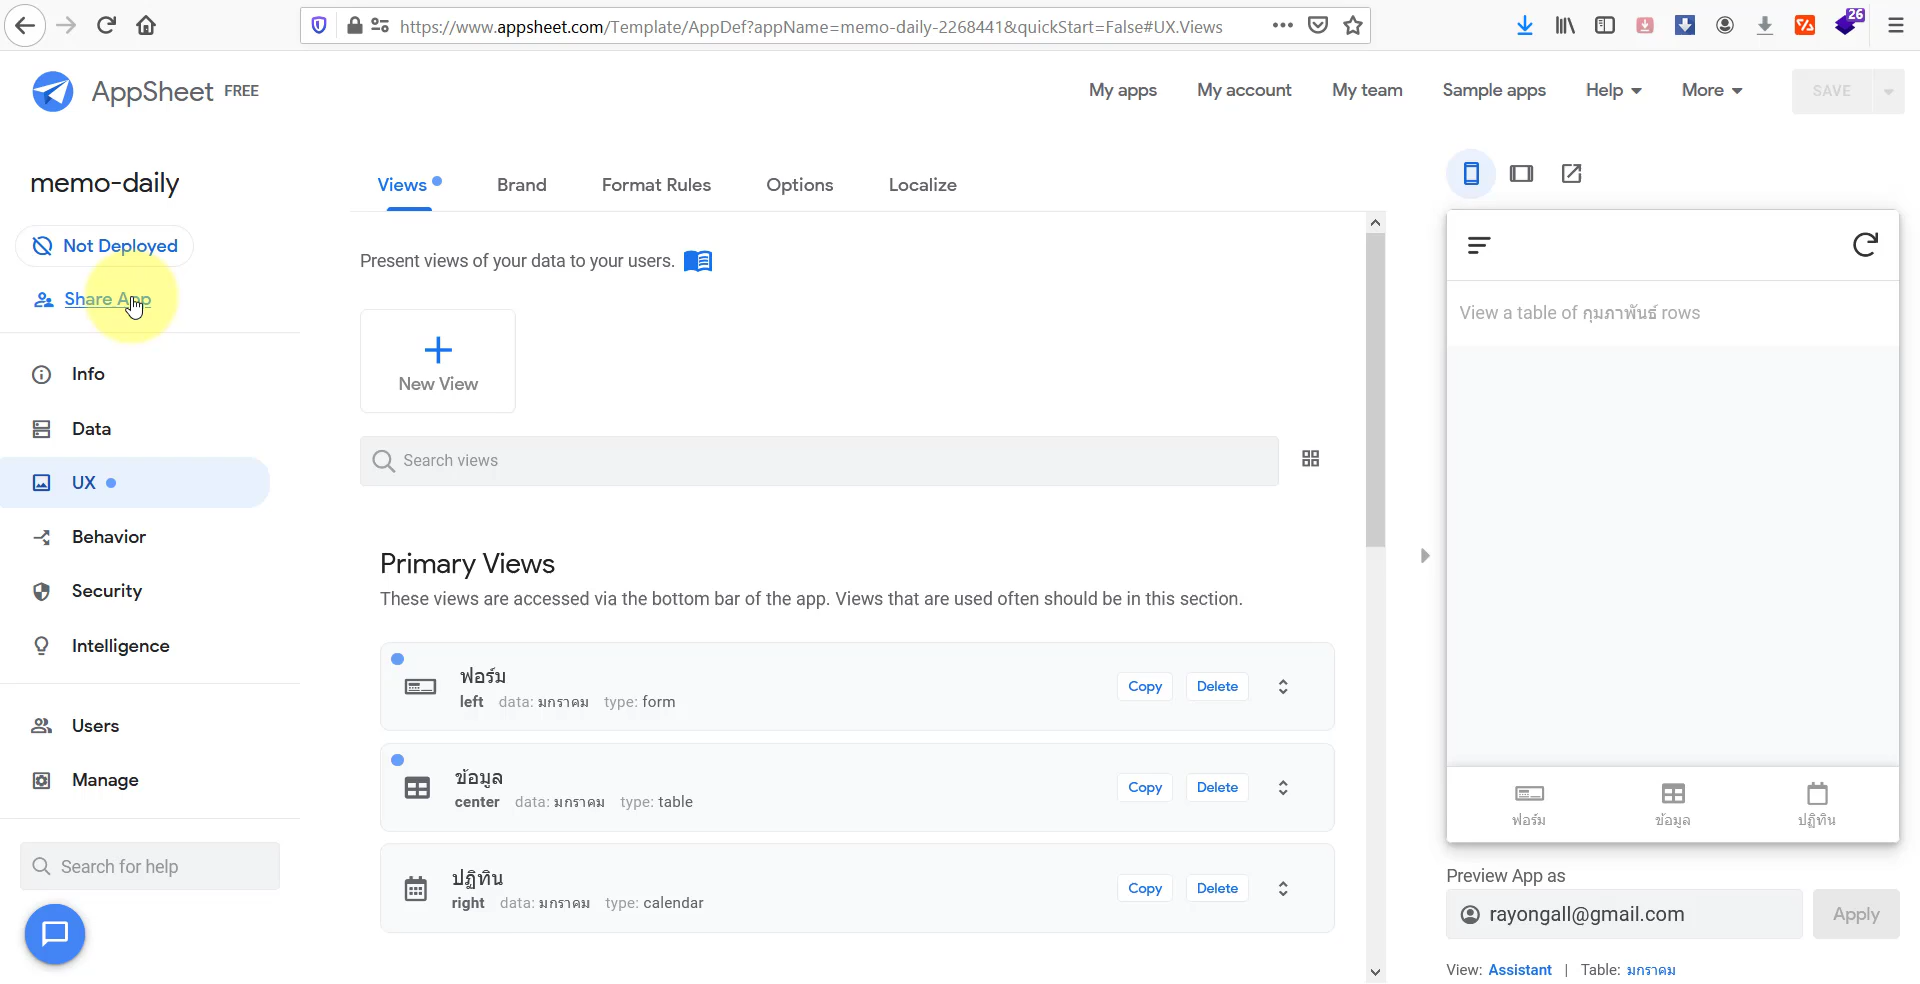 https://www.appsheet.com/Template/AppDef?appName=memo-daily-2268441&quickStart=False#UX.Views
26
AppSheet FREE
My apps
My account
My team
Sample apps
Help
More
SAVE
memo-daily
Not Deployed
Share App
Info
Data
UX
Behavior
Security
Intelligence
Users
Manage
Search for help
Views
Brand
Format Rules
Options
Localize
Present views of your data to your users.
New View
Search views
Primary Views
These views are accessed via the bottom bar of the app. Views that are used often should be in this section.
ฟอร์ม
left data: มกราคม type: form
Copy
Delete
ข้อมูล
center data: มกราคม type: table
Copy
Delete
ปฏิทิน
right data: มกราคม type: calendar
Copy
Delete
View a table of กุมภาพันธ์ rows
ฟอร์ม
ข้อมูล
ปฏิทิน
Preview App as
rayongall@gmail.com
Apply
View: Assistant | Table: มกราคม